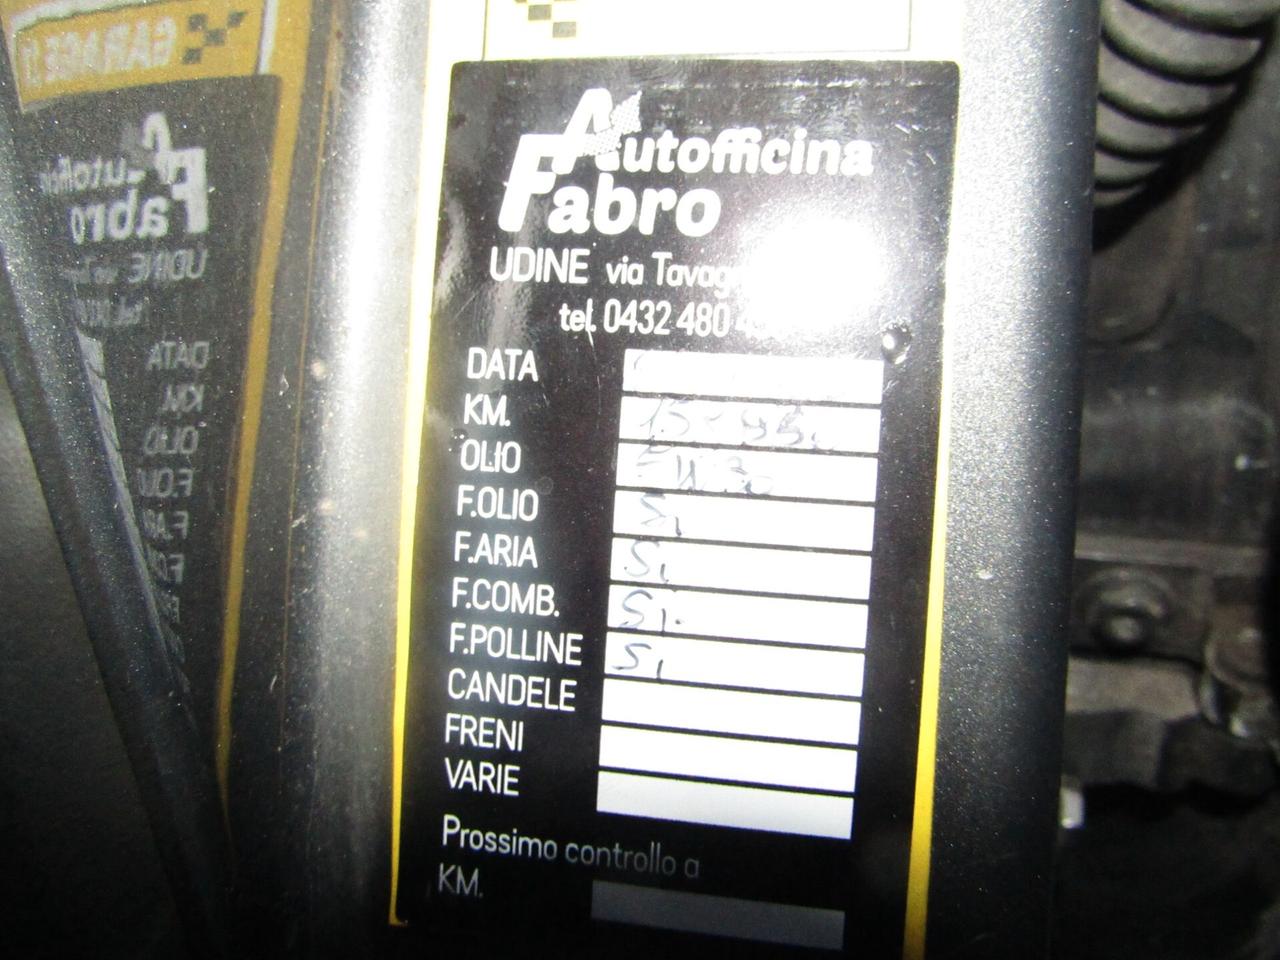 Autofficina
Fabro
UDINE via
tel. 0432 480
DATA
KM.
OLIO
F.OLIO Si
F.ARIA Si
F.COMB. Si
F.POLLINE Si
CANDELE
FRENI
VARIE
Prossimo controllo a
KM.